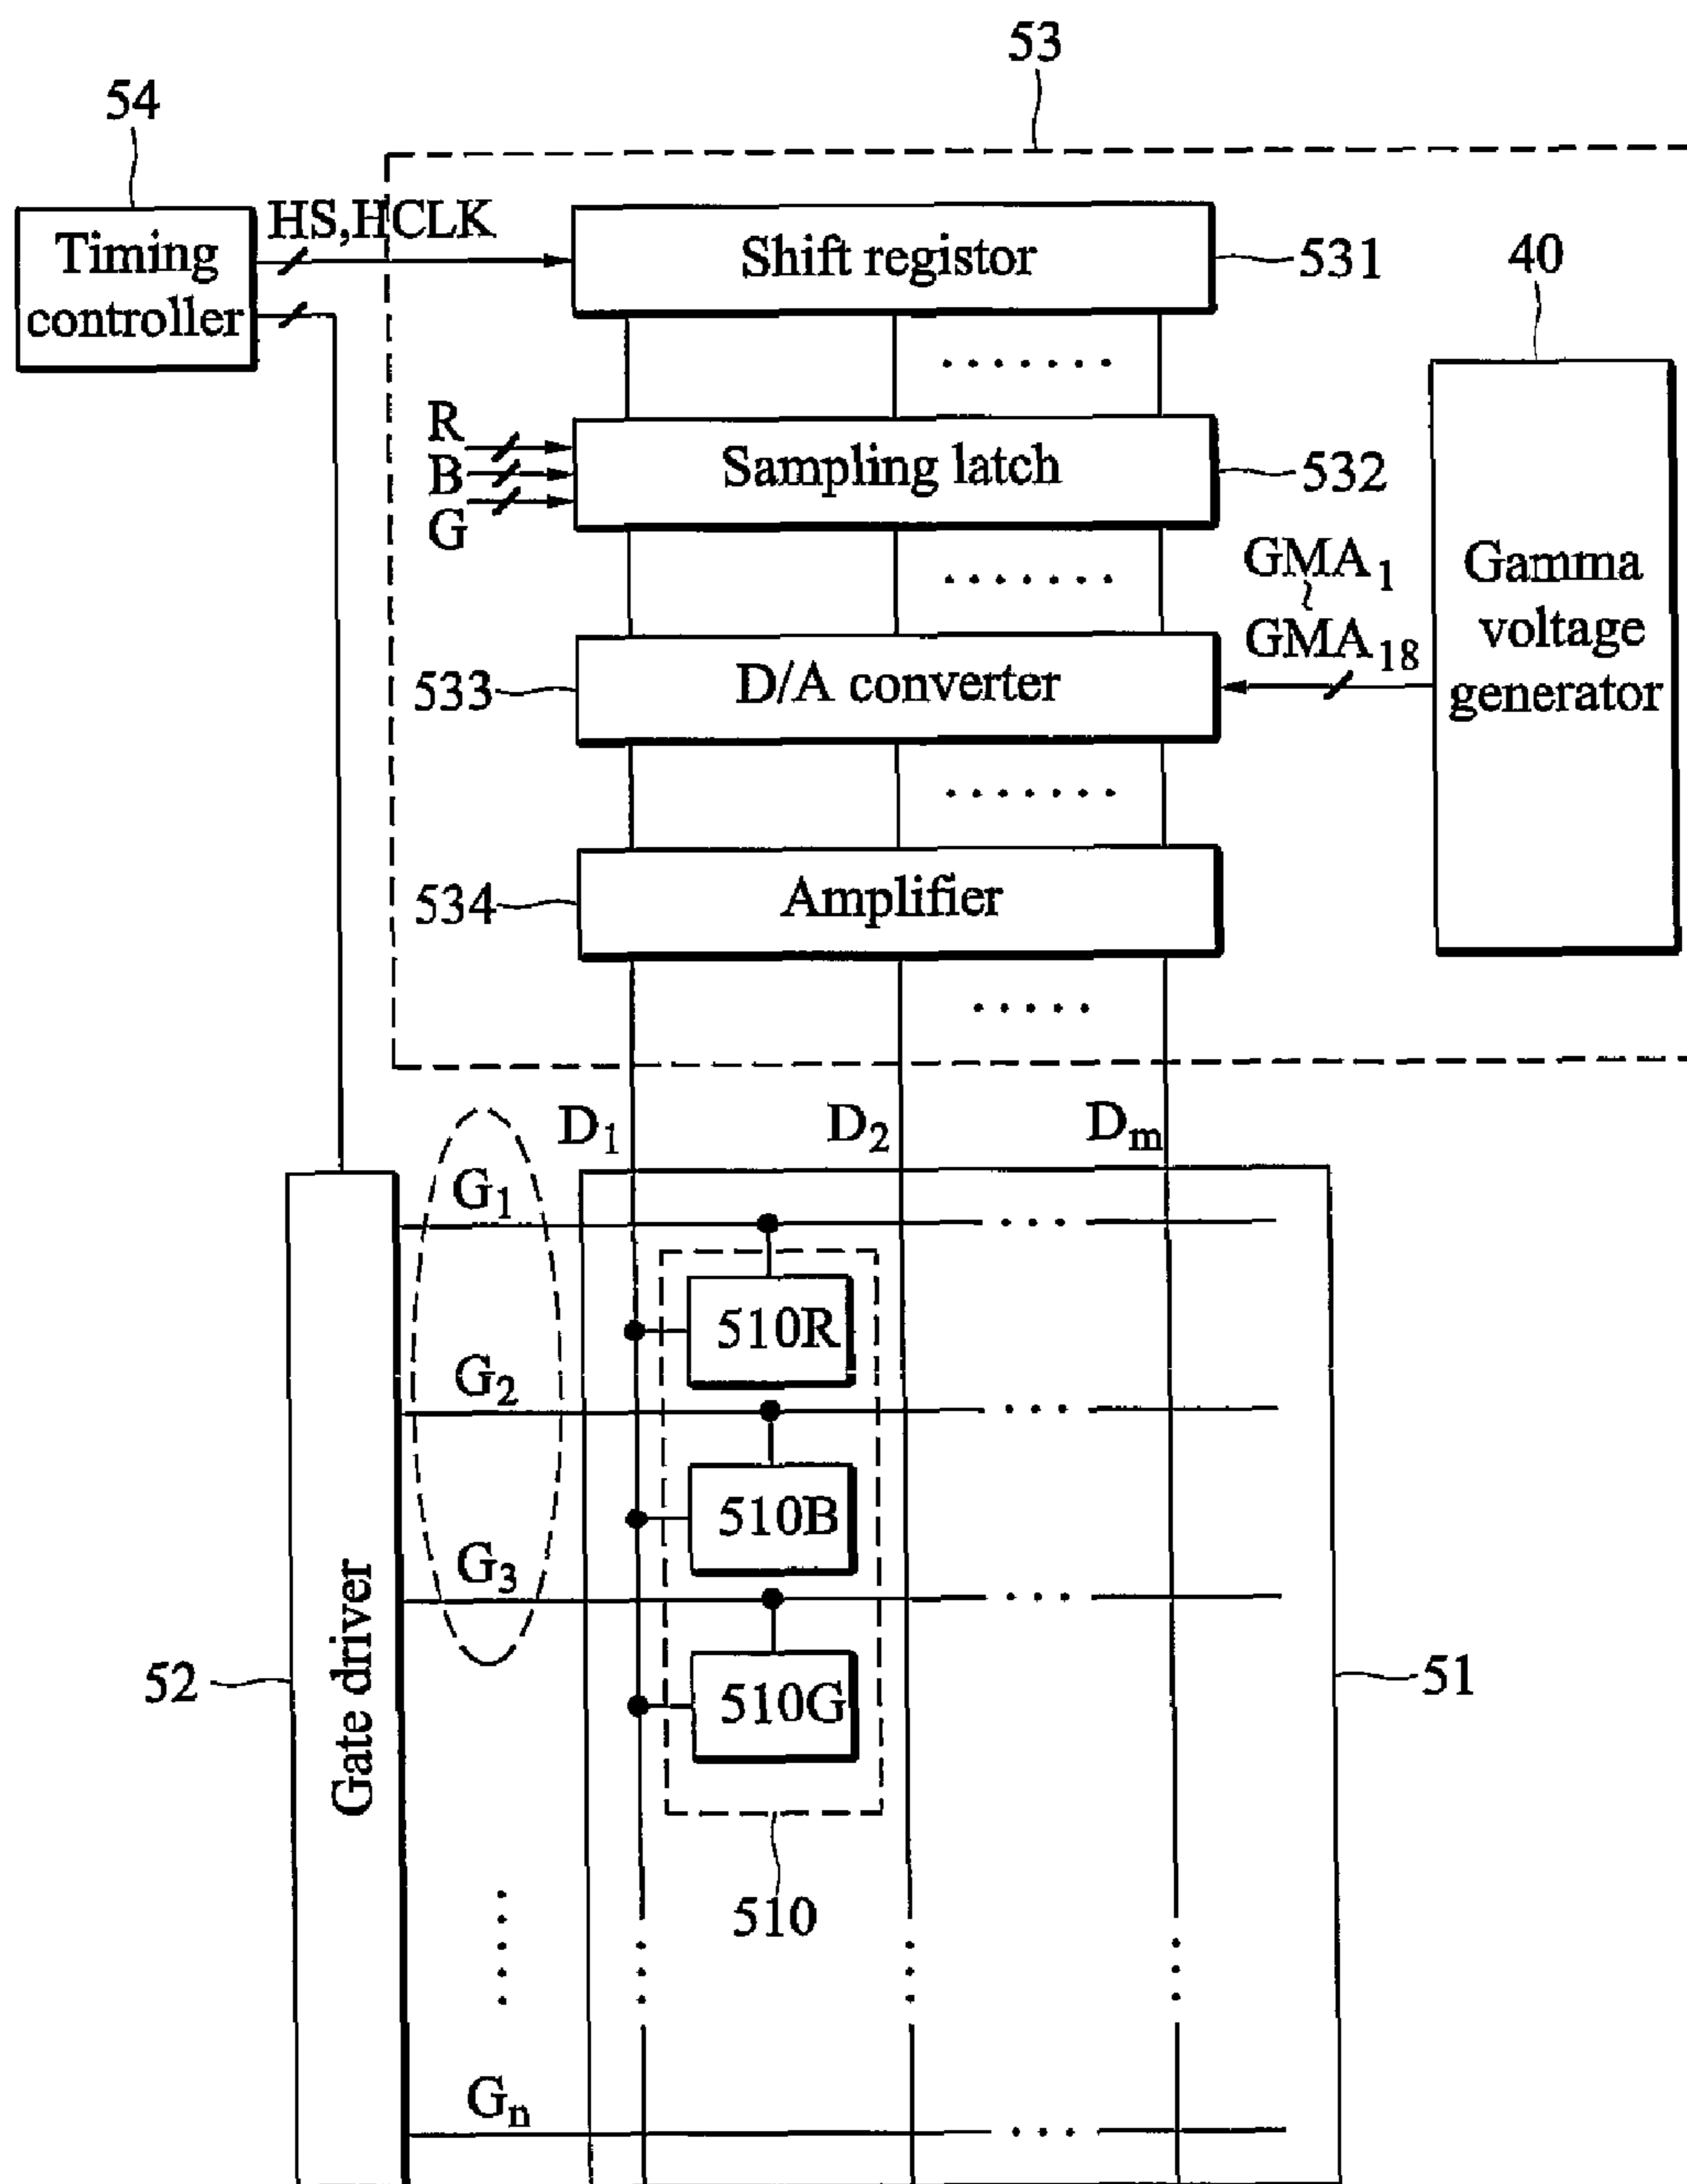 53
54
HS,HCLK
Timing
controller
Shift registor
531
40
R
B
G
Sampling latch
532
GMA1
~
GMA18
Gamma
voltage
generator
533
D/A converter
534
Amplifier
D1
D2
Dm
G1
510R
G2
510B
G3
510G
52
Gate driver
51
510
Gn